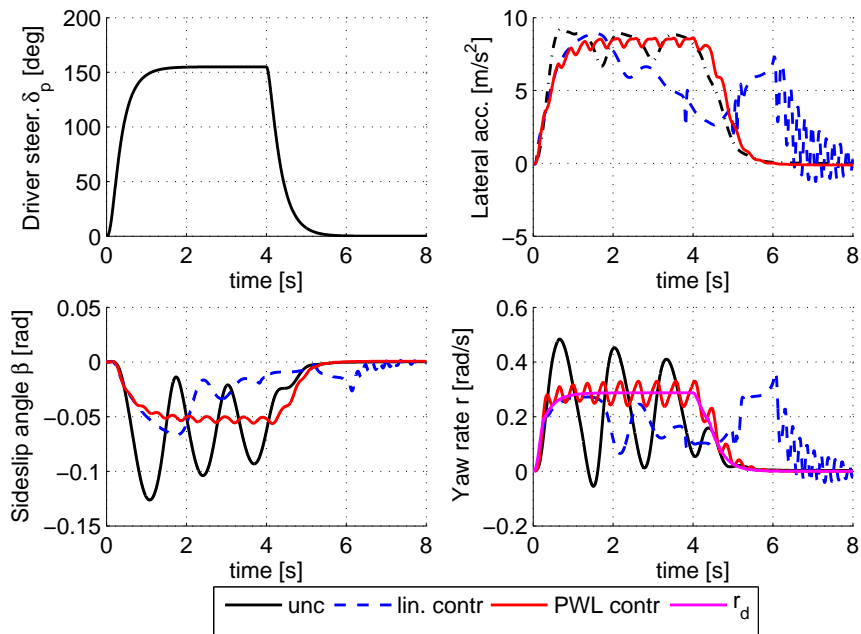 Driver steer. δp [deg]
200
150
100
50
0
0 2 4 6 8
time [s]
Lateral acc. [m/s²]
10
5
0
−5
0 2 4 6 8
time [s]
Sideslip angle β [rad]
0.05
0
−0.05
−0.1
−0.15
0 2 4 6 8
time [s]
Yaw rate r [rad/s]
0.6
0.4
0.2
0
−0.2
0 2 4 6 8
time [s]
unc lin. contr PWL contr rd